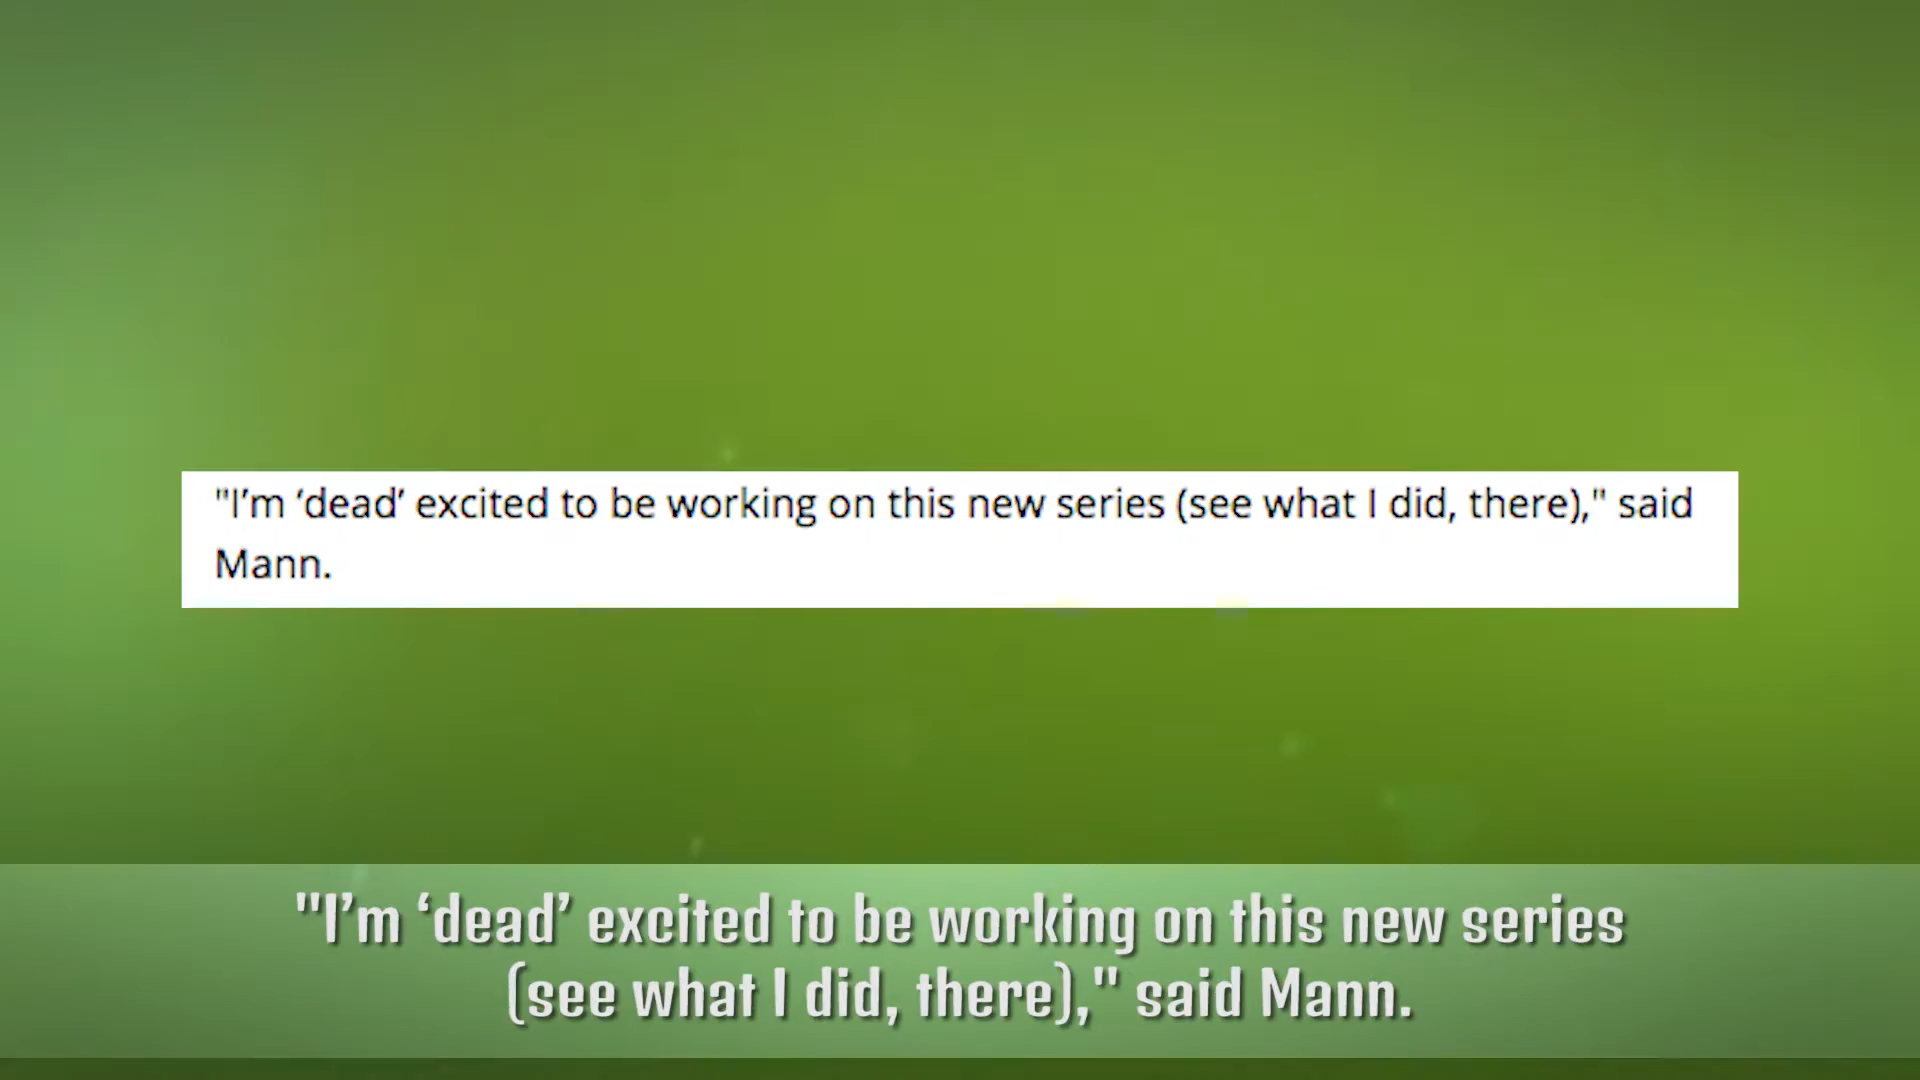 "I’m ‘dead’ excited to be working on this new series (see what I did, there)," said
Mann.
"I’m ‘dead’ excited to be working on this new series
(see what I did, there)," said Mann.